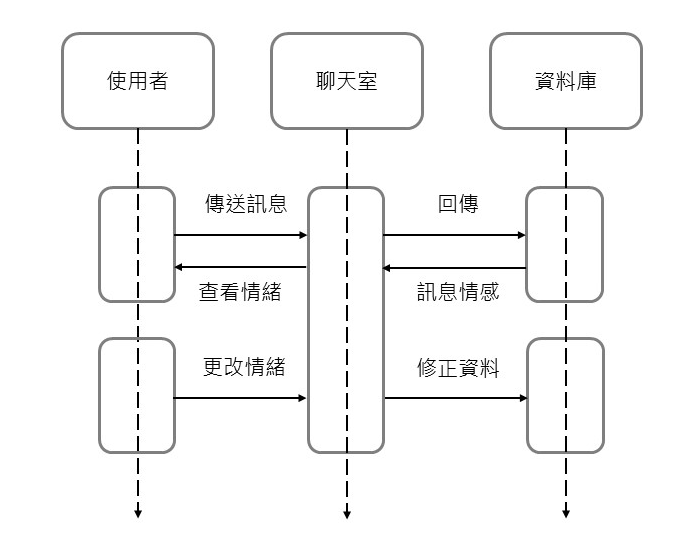 使用者
聊天室
資料庫
傳送訊息
回傳
查看情緒
訊息情感
更改情緒
修正資料